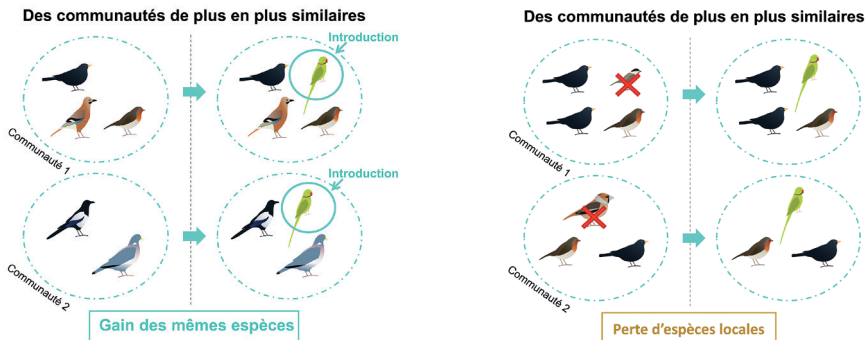 Des communautés de plus en plus similaires
Introduction
Communauté 1
Introduction
Communauté 2
Gain des mêmes espèces
Des communautés de plus en plus similaires
Communauté 1
Communauté 2
Perte d'espèces locales